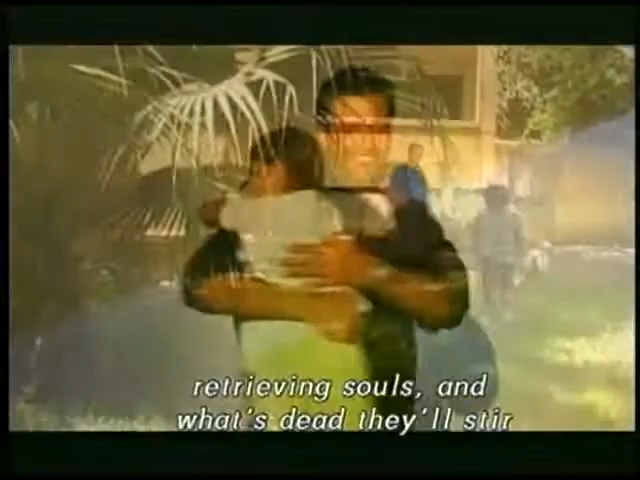 retrieving souls, and
what's dead they'll stir